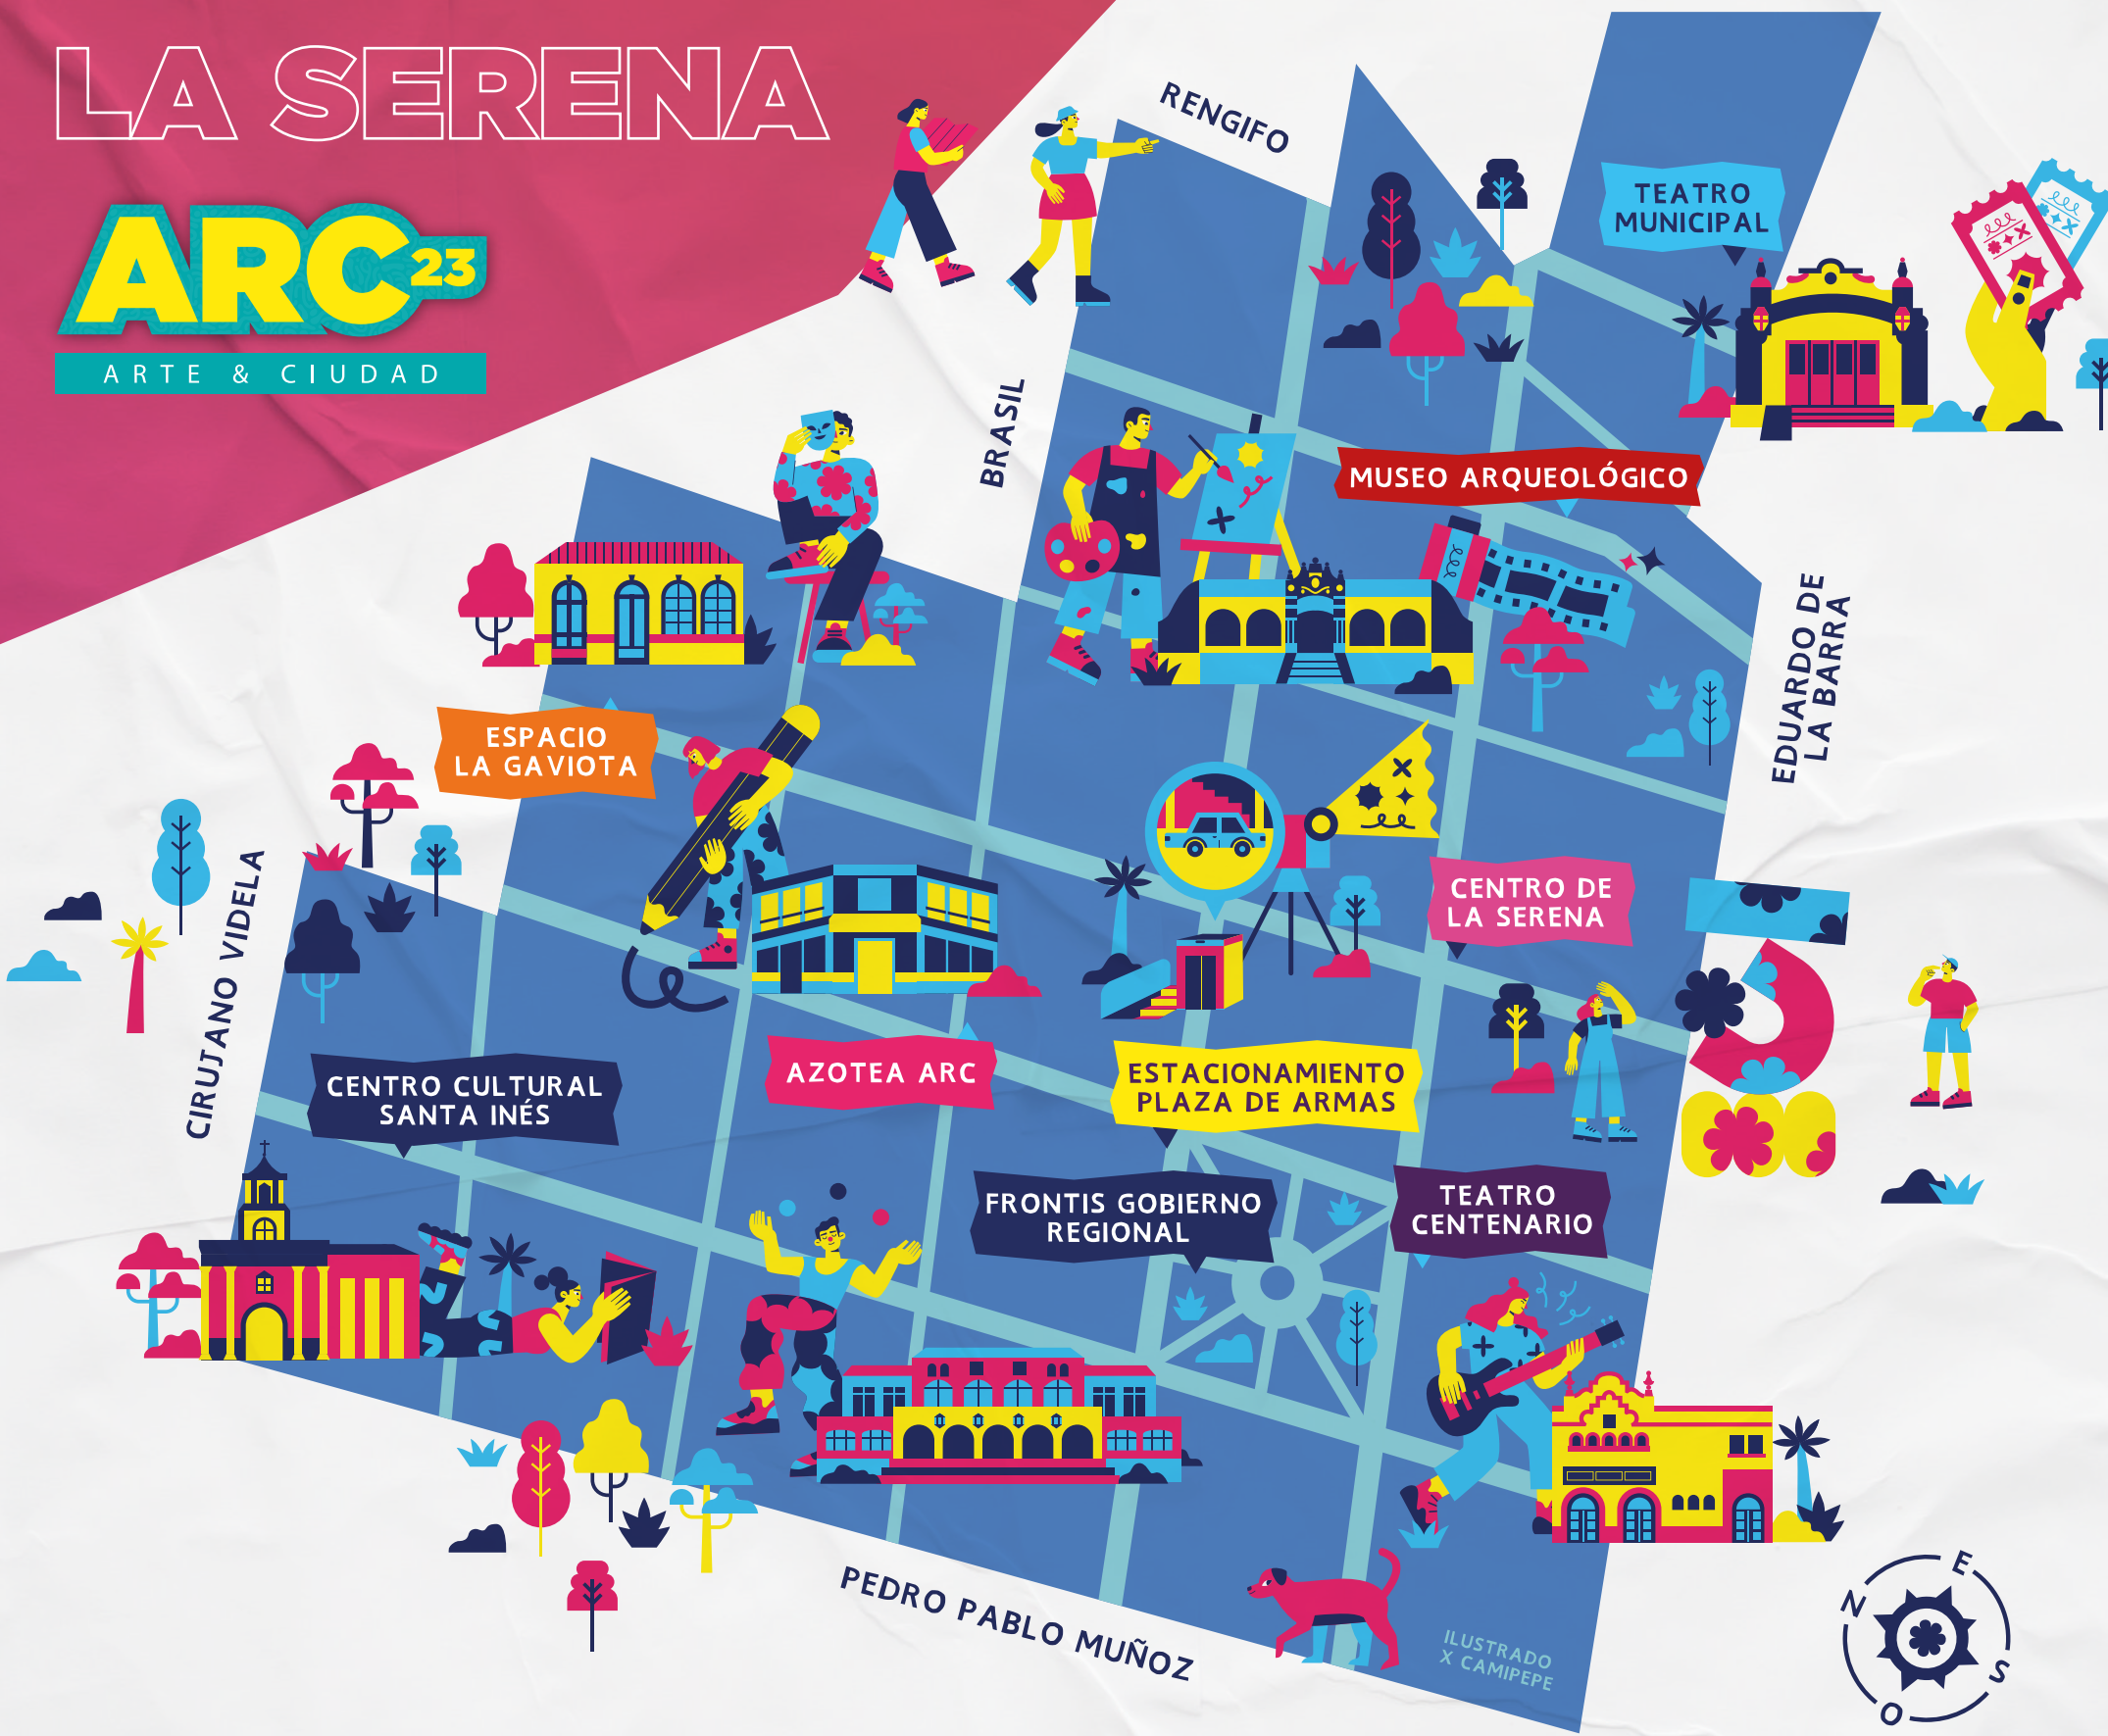 LA SERENA
ARC 23
ARTE & CIUDAD
RENGIFO
TEATRO
MUNICIPAL
BRASIL
MUSEO ARQUEOLÓGICO
EDUARDO DE
LA BARRA
ESPACIO
LA GAVIOTA
CIRUJANO VIDELA
CENTRO DE
LA SERENA
CENTRO CULTURAL
SANTA INÉS
AZOTEA ARC
ESTACIONAMIENTO
PLAZA DE ARMAS
FRONTIS GOBIERNO
REGIONAL
TEATRO
CENTENARIO
PEDRO PABLO MUÑOZ
ILUSTRADO
X CAMIPEPE
E
N
S
O